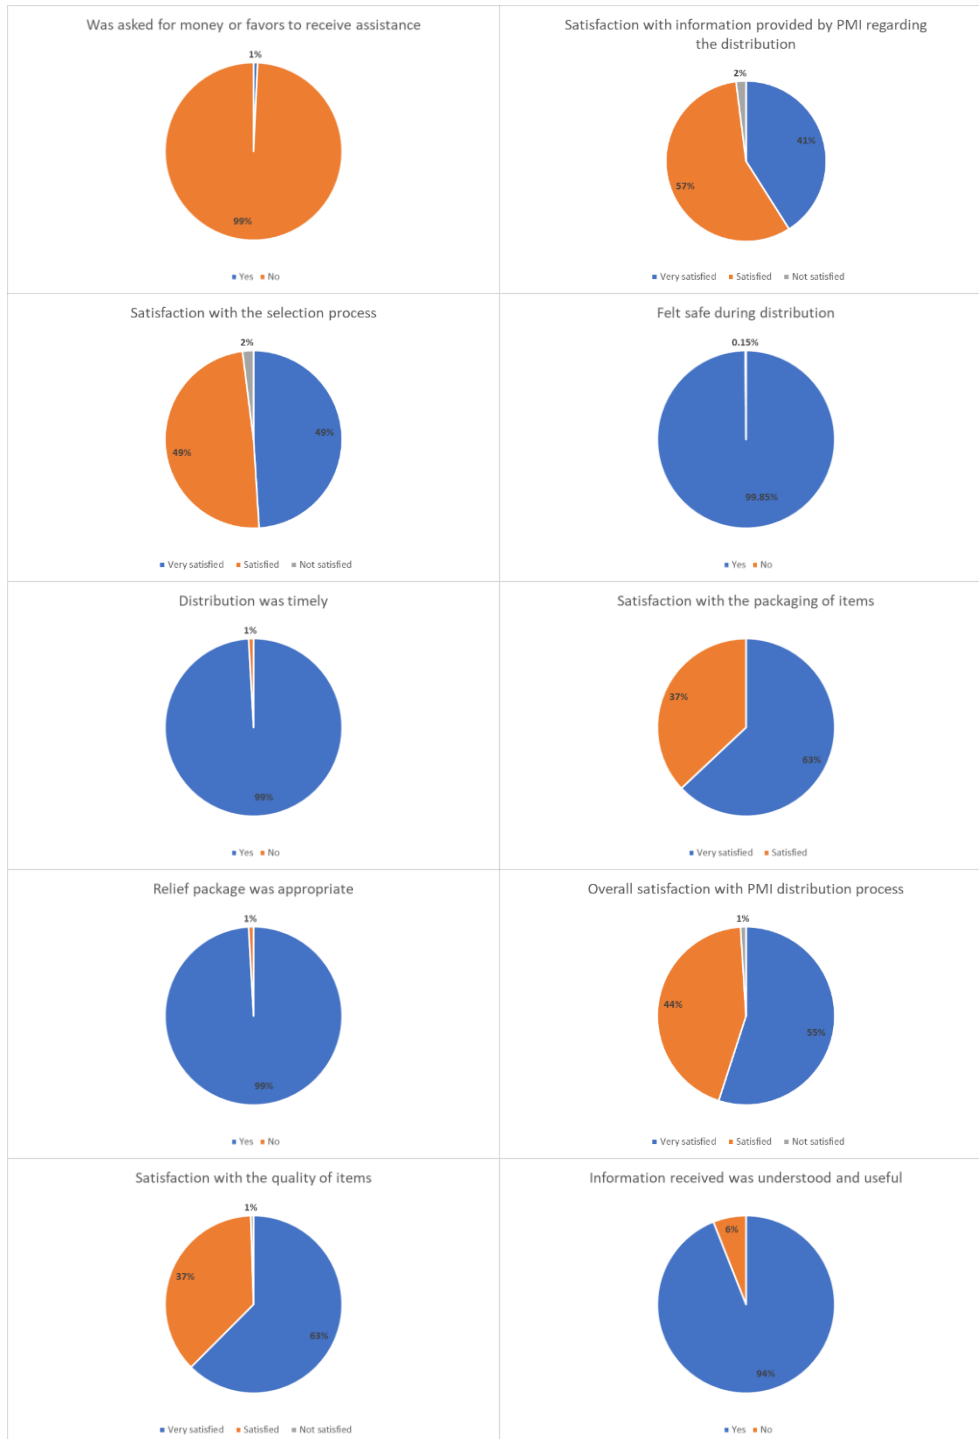 Was asked for money or favors to receive assistance
1%
99%
Yes No
Satisfaction with information provided by PMI regarding
the distribution
2%
41%
57%
Very satisfied Satisfied Not satisfied
Satisfaction with the selection process
2%
49%
49%
Very satisfied Satisfied Not satisfied
Felt safe during distribution
0.15%
99.85%
Yes No
Distribution was timely
1%
99%
Yes No
Satisfaction with the packaging of items
37%
63%
Very satisfied Satisfied
Relief package was appropriate
1%
99%
Yes No
Overall satisfaction with PMI distribution process
1%
44%
55%
Very satisfied Satisfied Not satisfied
Satisfaction with the quality of items
1%
37%
63%
Very satisfied Satisfied Not satisfied
Information received was understood and useful
6%
94%
Yes No